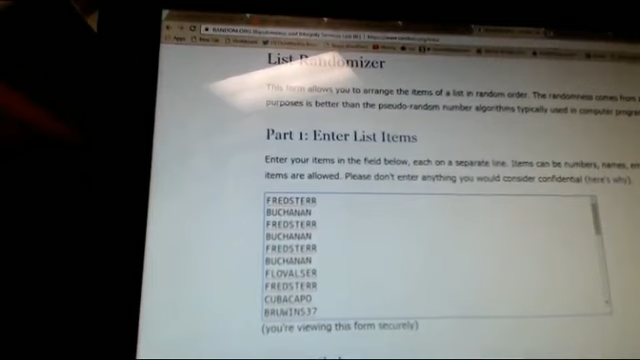 List Randomizer
This form allows you to arrange the items of a list in random order. The randomness comes from
purposes is better than the pseudo-random number algorithms typically used in computer
Part 1: Enter List Items
Enter your items in the field below, each on a separate line. Items can be numbers, names,
items are allowed. Please don't enter anything you would consider confidential (here's why).
FREDSTERR
BUCHANAN
FREDSTERR
BUCHANAN
FREDSTERR
BUCHANAN
FLOVALSER
FREDSTERR
CUBACAPO
BRUWINS37
(you're viewing this form securely)